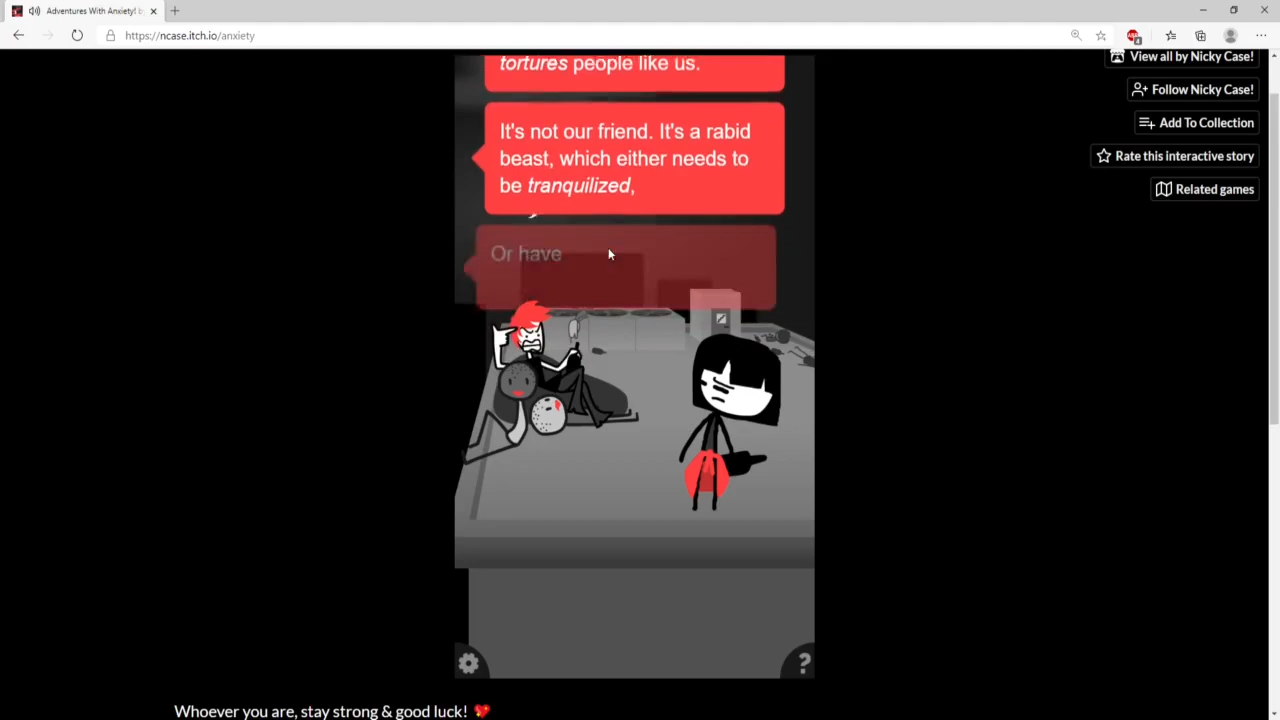 Adventures With Anxiety! b
https://ncase.itch.io/anxiety
View all by Nicky Case!
Follow Nicky Case!
Add To Collection
Rate this interactive story
Related games
tortures people like us.
It's not our friend. It's a rabid
beast, which either needs to
be tranquilized,
Or have
?
Whoever you are, stay strong & good luck! 💖